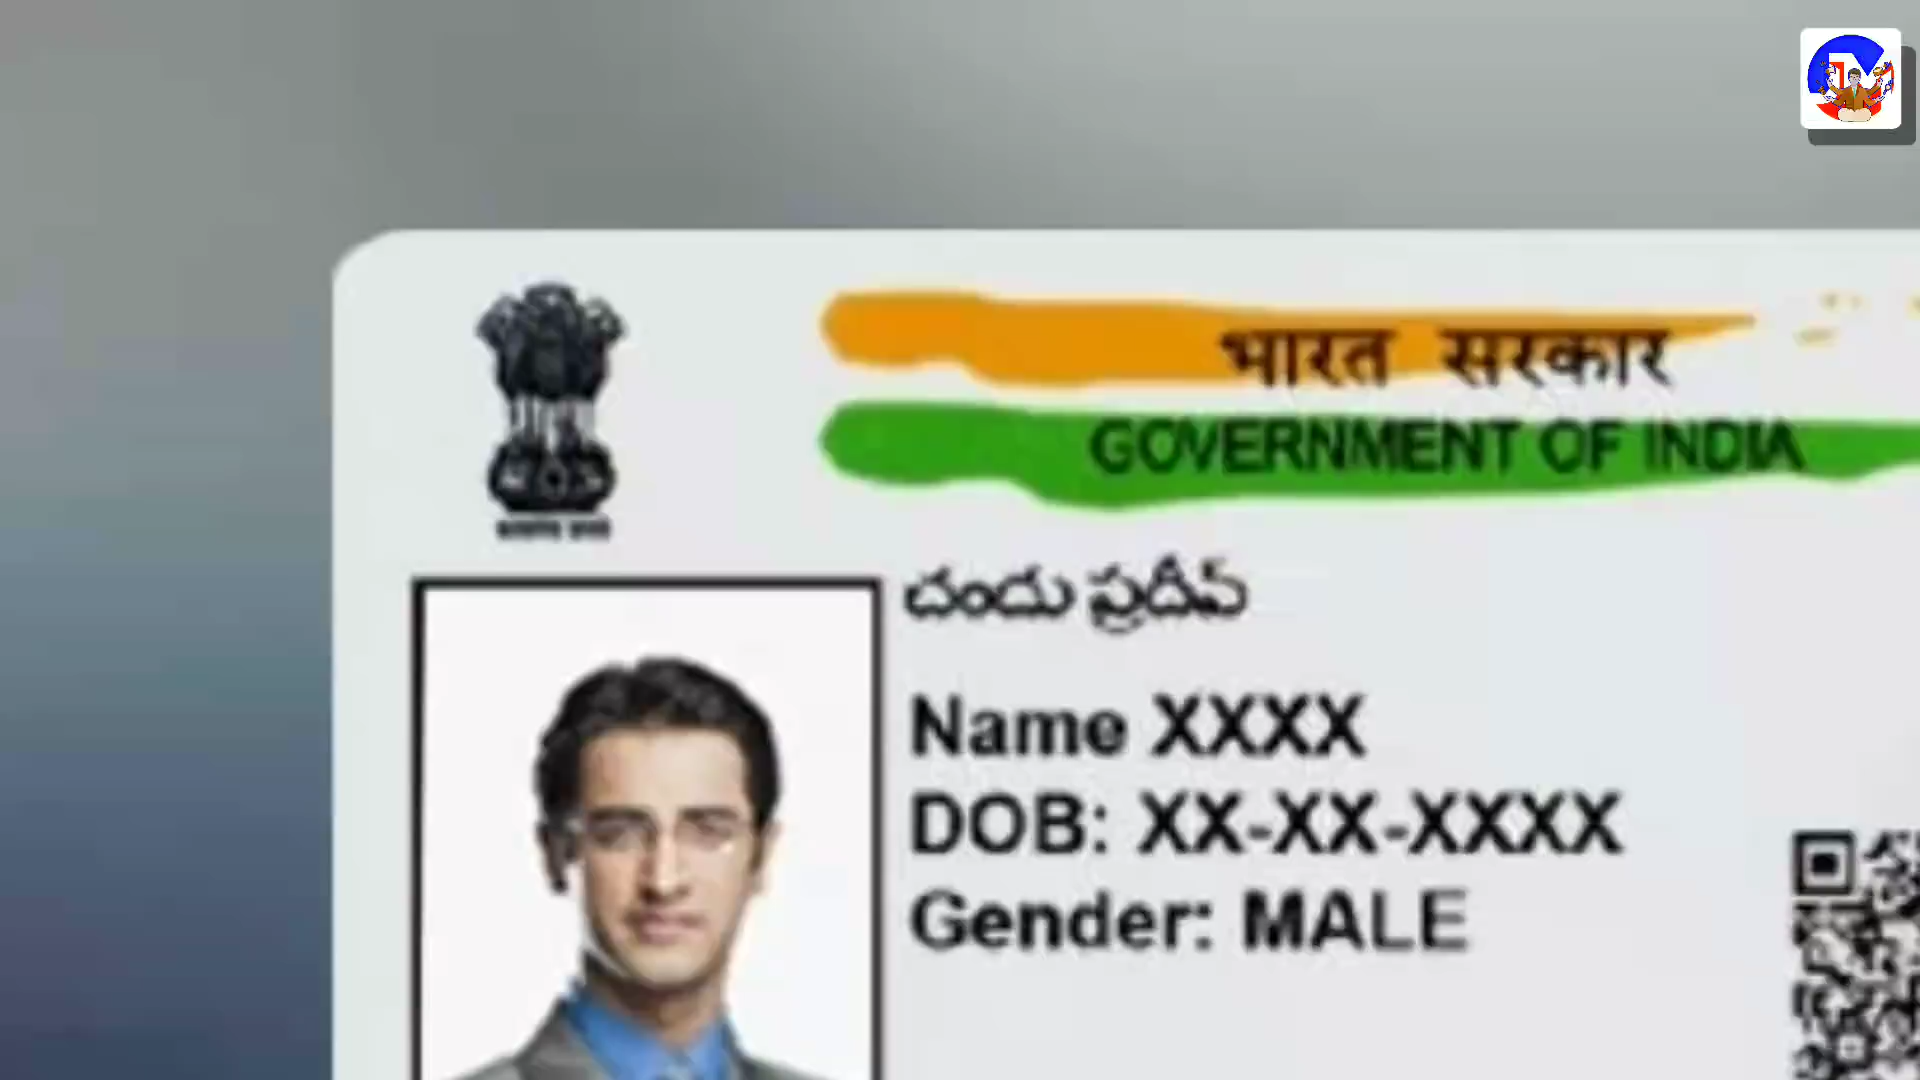 भारत सरकार
GOVERNMENT OF INDIA
చందు ప్రదీప్
Name XXXX
DOB: XX-XX-XXXX
Gender: MALE